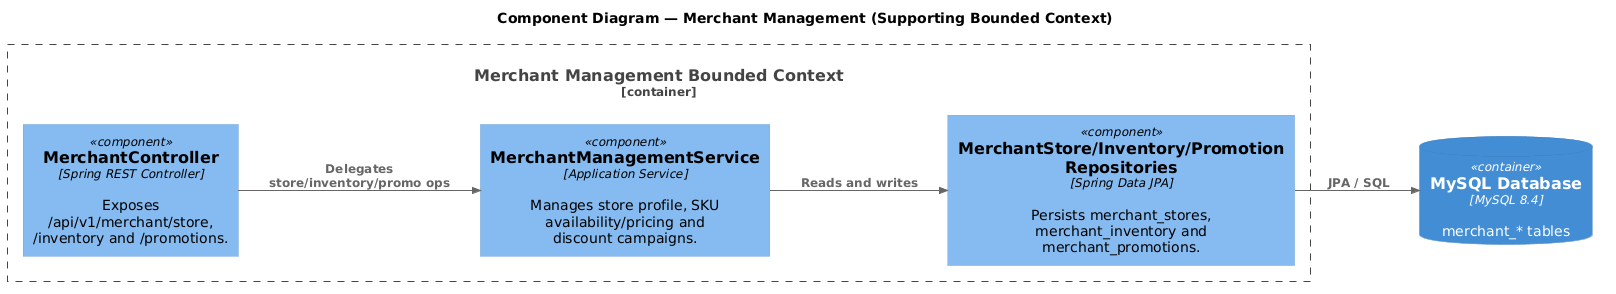 Component Diagram — Merchant Management (Supporting Bounded Context)
Merchant Management Bounded Context
[container]
«component»
MerchantController
[Spring REST Controller]
Exposes
/api/v1/merchant/store,
/inventory and /promotions.
Delegates
store/inventory/promo ops
«component»
MerchantManagementService
[Application Service]
Manages store profile, SKU
availability/pricing and
discount campaigns.
Reads and writes
«component»
MerchantStore/Inventory/Promotion
Repositories
[Spring Data JPA]
Persists merchant_stores,
merchant_inventory and
merchant_promotions.
JPA / SQL
«container»
MySQL Database
[MySQL 8.4]
merchant_* tables